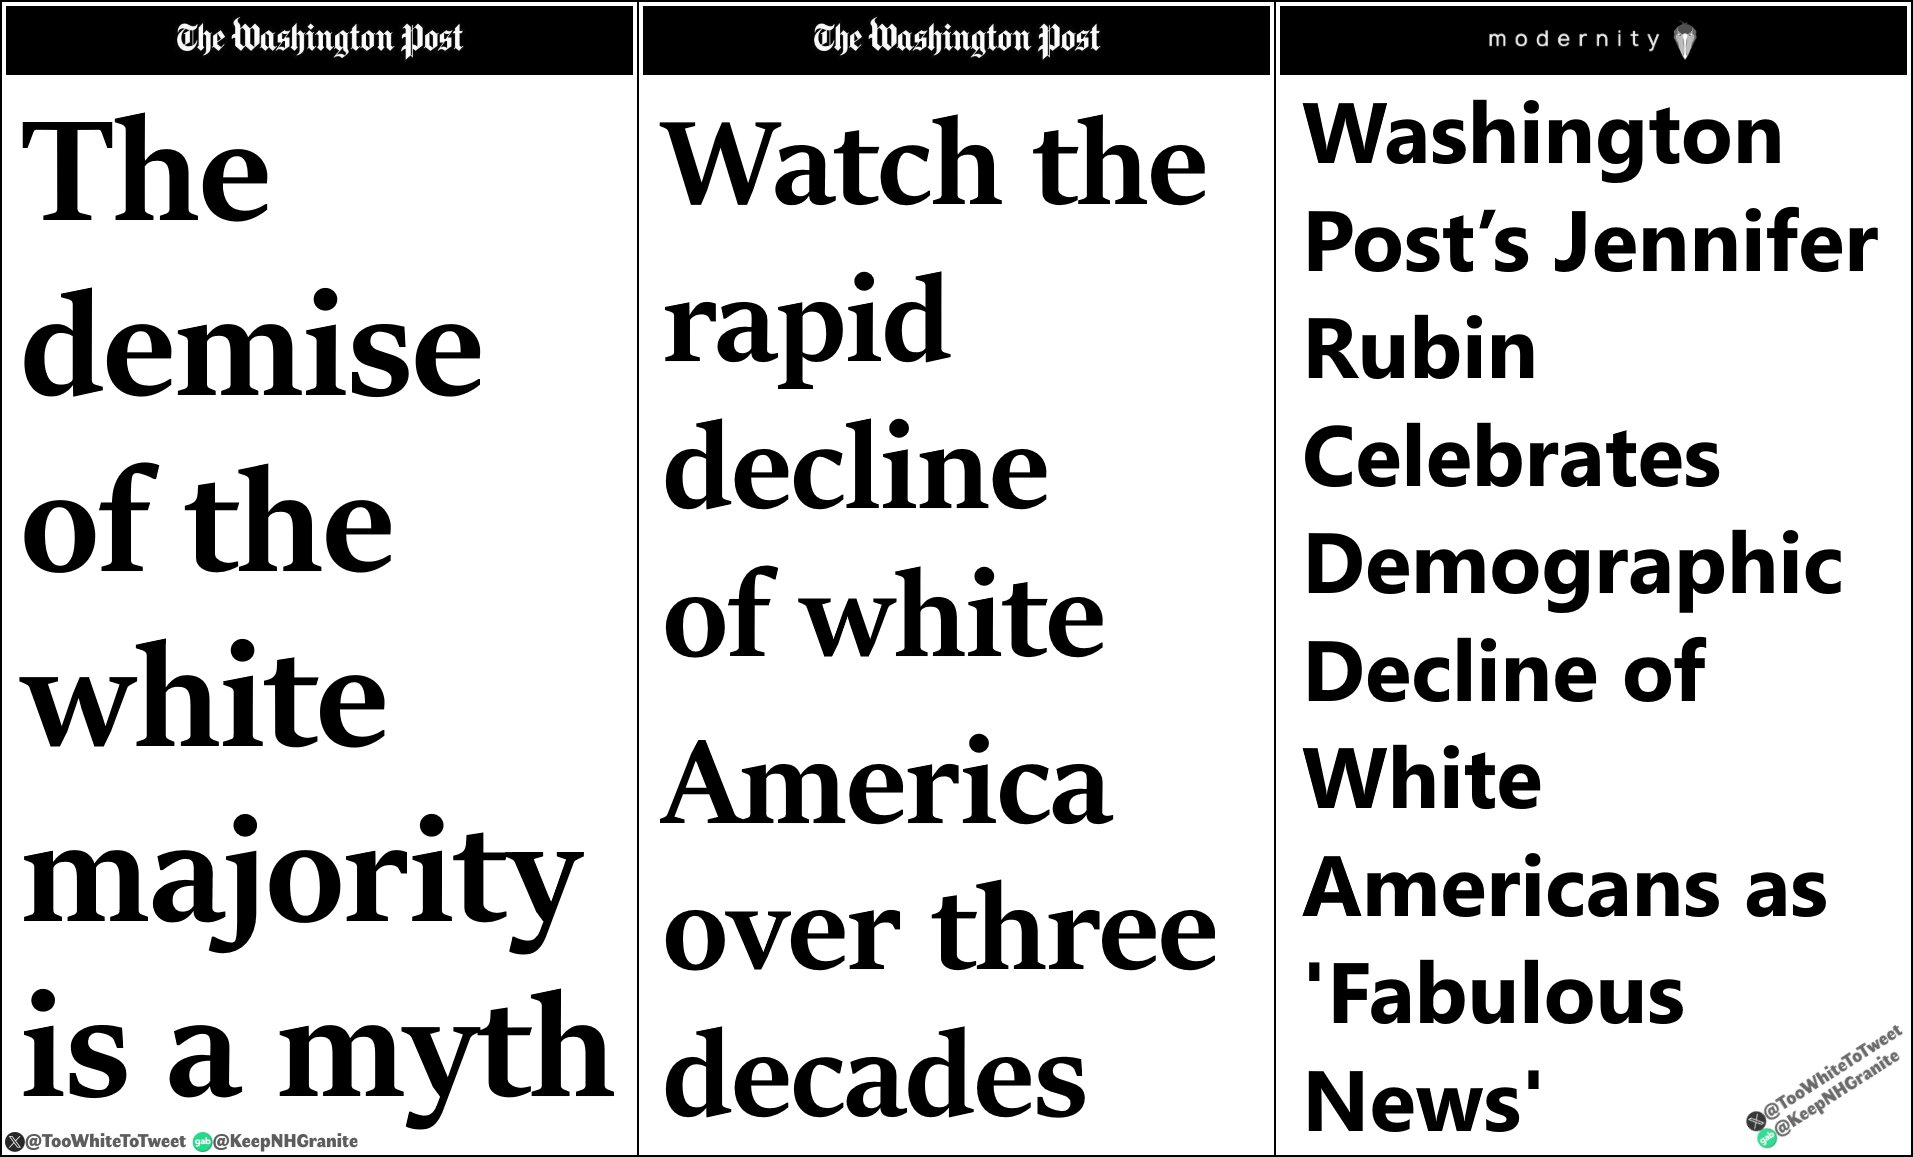 The Washington Post
The
demise
of the
white
majority
is a myth
@TooWhiteToTweet gab @KeepNHGranite
The Washington Post
Watch the
rapid
decline
of white
America
over three
decades
modernity
Washington
Post’s Jennifer
Rubin
Celebrates
Demographic
Decline of
White
Americans as
'Fabulous
News'
@TooWhiteToTweet
gab @KeepNHGranite